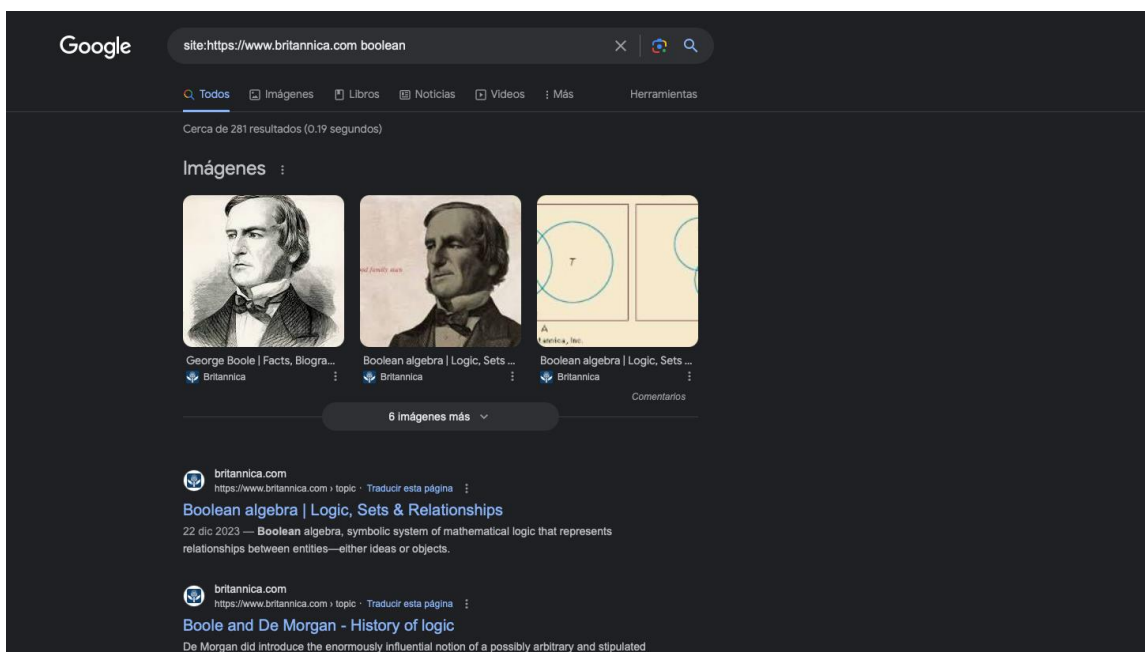 Google
site:https://www.britannica.com boolean
Todos
Imágenes
Libros
Noticias
Videos
Más
Herramientas
Cerca de 281 resultados (0.19 segundos)
Imágenes
T
A
George Boole | Facts, Biogra...
Britannica
Boolean algebra | Logic, Sets ...
Britannica
Boolean algebra | Logic, Sets ...
Britannica
Comentarios
6 imágenes más
britannica.com
https://www.britannica.com › topic · Traducir esta página
Boolean algebra | Logic, Sets & Relationships
22 dic 2023 — Boolean algebra, symbolic system of mathematical logic that represents
relationships between entities—either ideas or objects.
britannica.com
https://www.britannica.com › topic · Traducir esta página
Boole and De Morgan - History of logic
De Morgan did introduce the enormously influential notion of a possibly arbitrary and stipulated